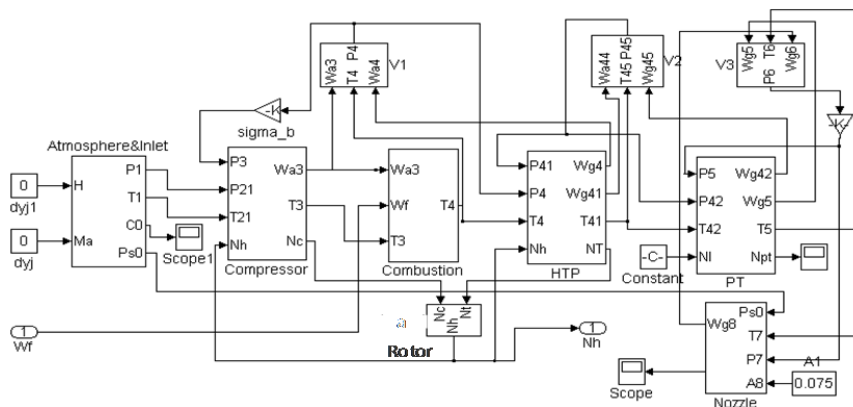 Wg5
T6
Wg6
P6
V3
Wa3
T4
P4
Wa4
V1
Wa44
T45
P45
Wg45
V2
-K-
sigma_b
-K-
Atmosphere&Inlet
0
dyj1
H
P1
T1
C0
Ps0
Ma
0
dyj
Scope1
P3
P21
T21
Nh
Wa3
T3
Nc
Compressor
Wa3
Wf
T3
T4
Combustion
P41
P4
T4
Nh
Wg4
Wg41
T41
NT
HTP
P5
P42
T42
NI
Wg42
Wg5
T5
Npt
PT
-C-
Constant
Nc
Nh
Nt
a
Rotor
1
Wf
1
Nh
Wg8
Ps0
T7
P7
A8
Nozzle
Scope
A1
0.075